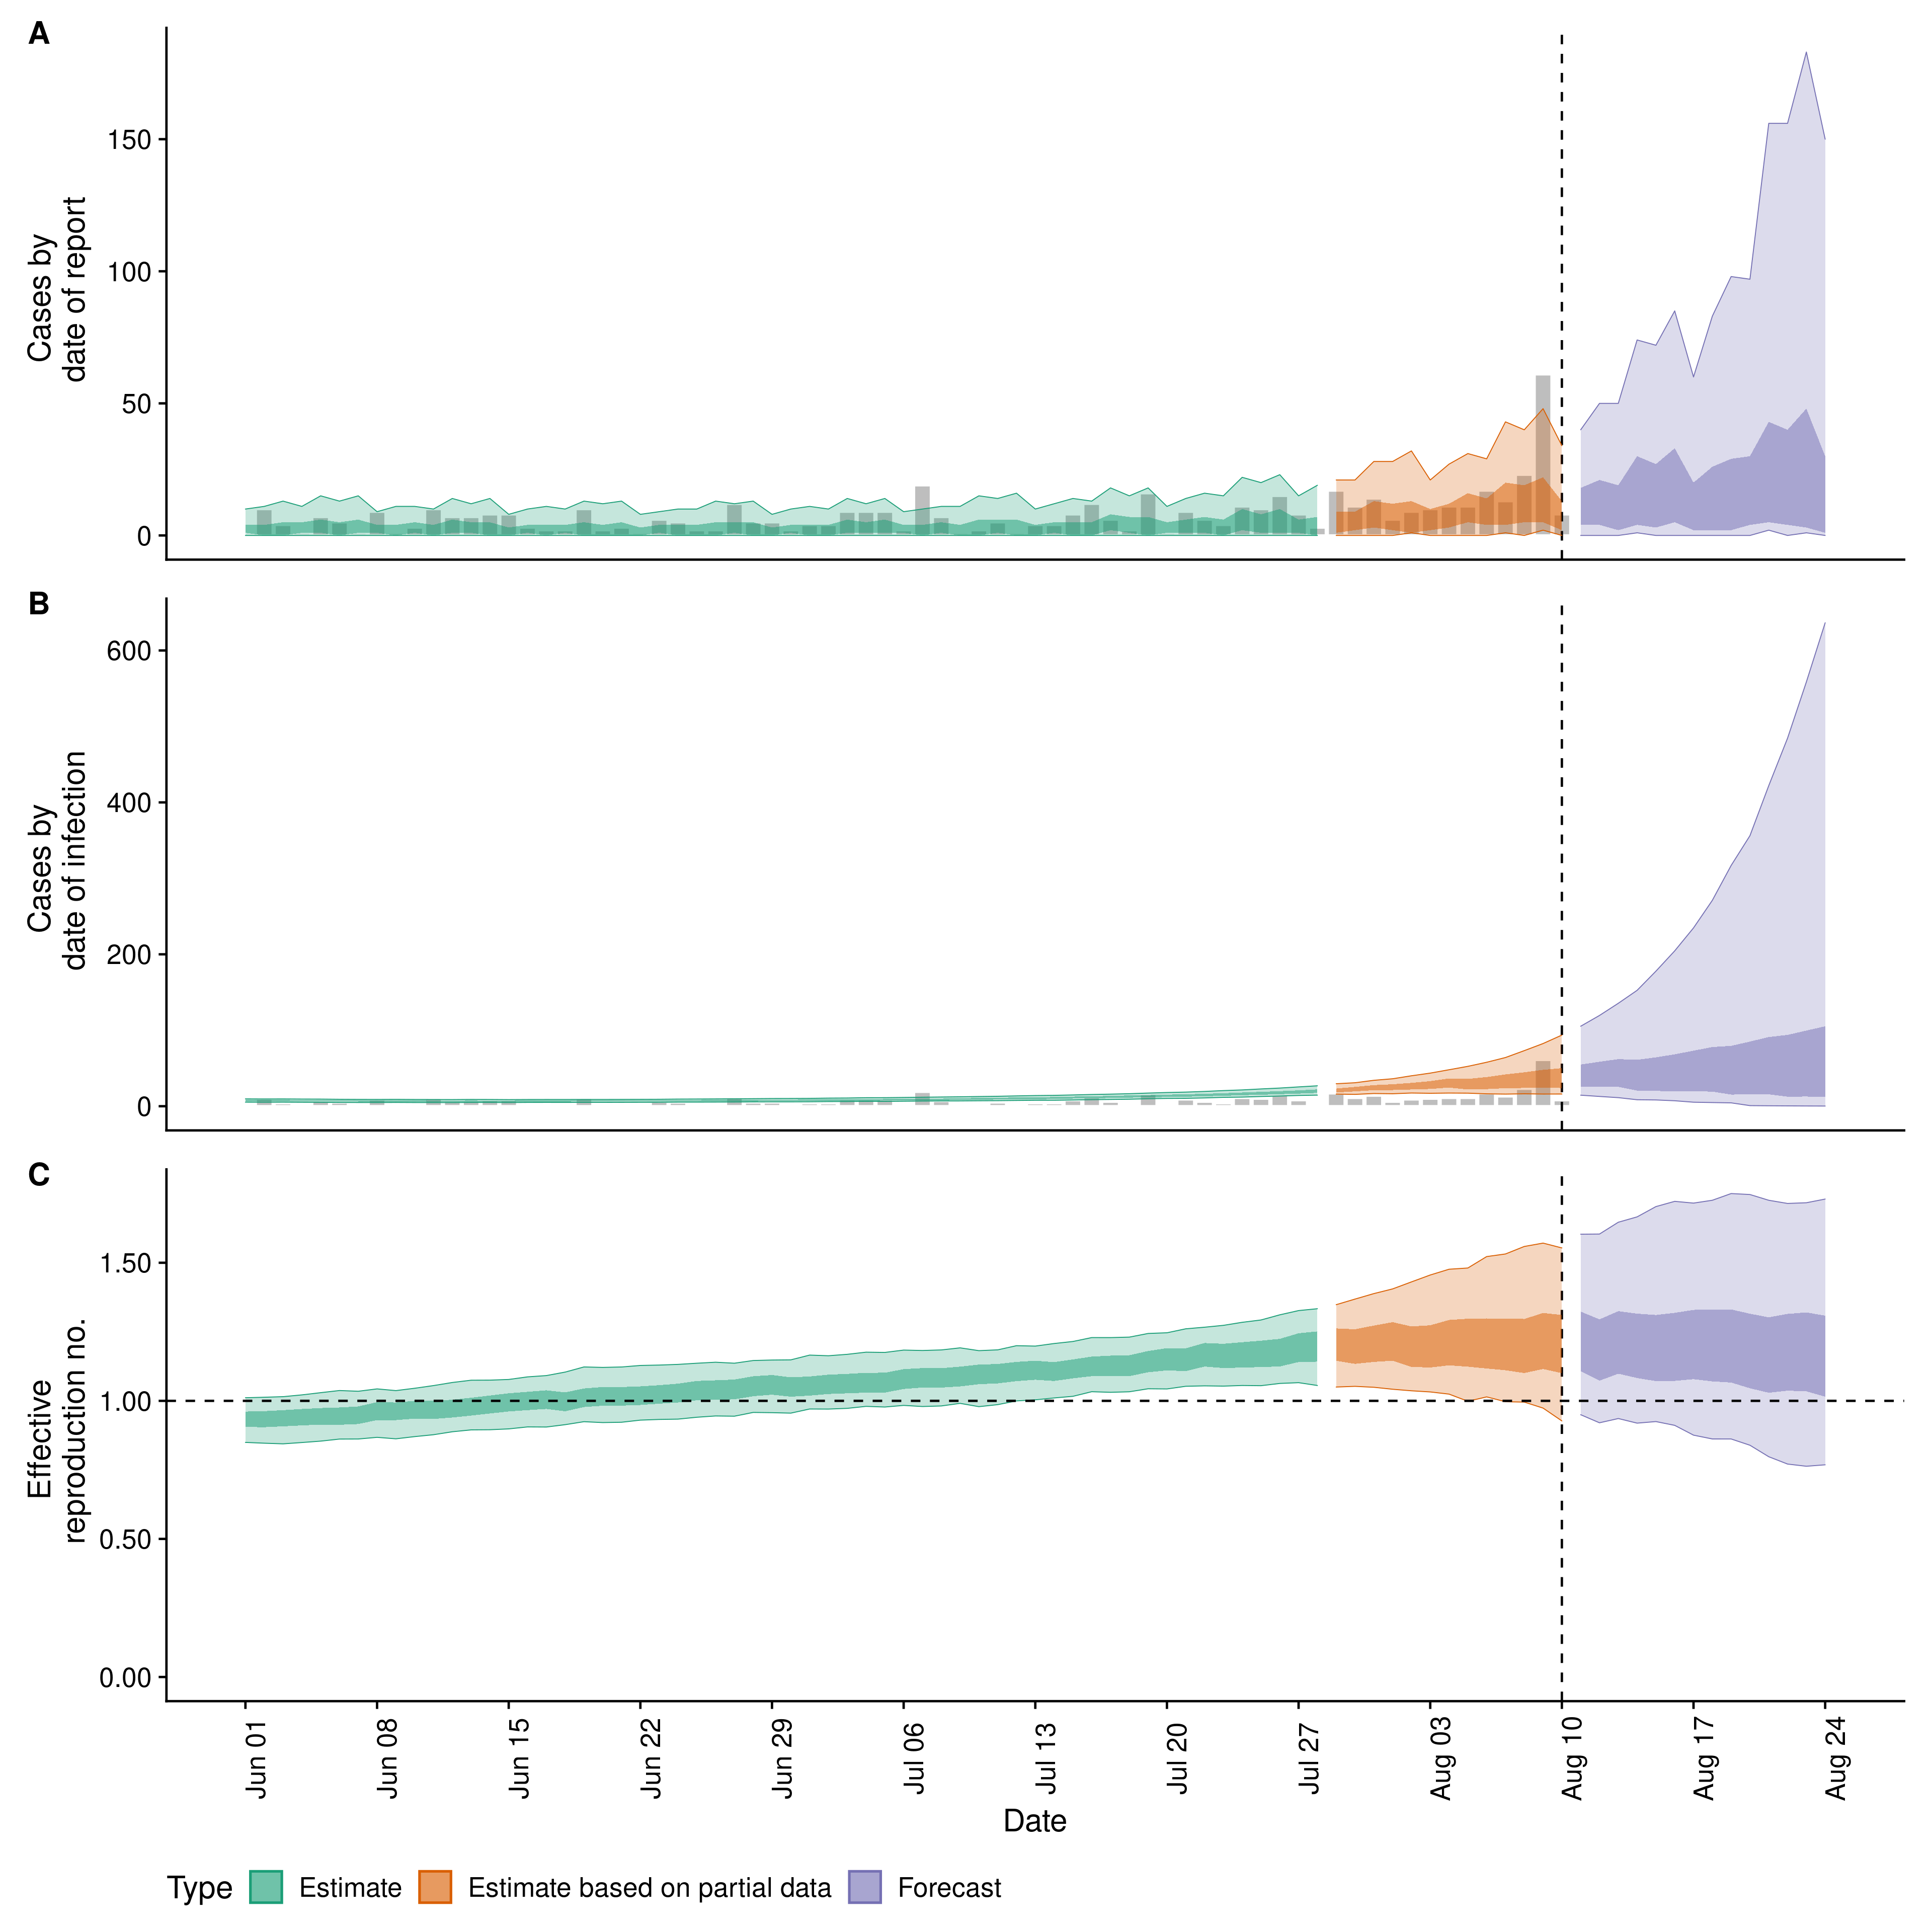 A
Cases by
date of report
150
100
50
0
B
Cases by
date of infection
600
400
200
0
C
Effective
reproduction no.
1.50
1.00
0.50
0.00
Jun 01
Jun 08
Jun 15
Jun 22
Jun 29
Jul 06
Jul 13
Jul 20
Jul 27
Aug 03
Aug 10
Aug 17
Aug 24
Date
Type Estimate Estimate based on partial data Forecast